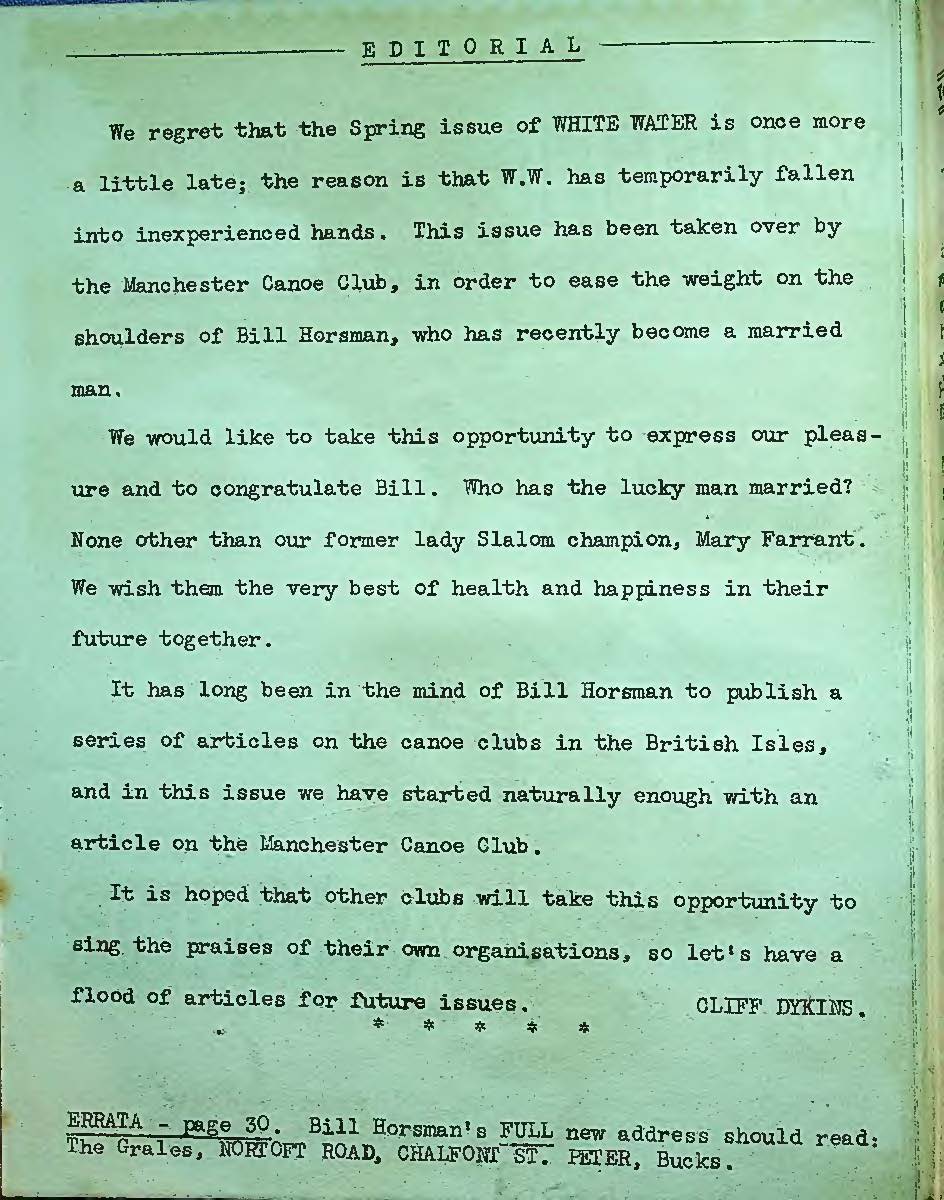 EDITORIAL
We regret that the Spring issue of WHITE WATER is once more
a little late; the reason is that W.W. has temporarily fallen
into inexperienced hands. This issue has been taken over by
the Manchester Canoe Club, in order to ease the weight on the
shoulders of Bill Horsman, who has recently become a married
man.
We would like to take this opportunity to express our pleas-
ure and to congratulate Bill. Who has the lucky man married?
None other than our former lady Slalom champion, Mary Farrant.
We wish them the very best of health and happiness in their
future together.
It has long been in the mind of Bill Horsman to publish a
series of articles on the canoe clubs in the British Isles,
and in this issue we have started naturally enough with an
article on the Manchester Canoe Club.
It is hoped that other clubs will take this opportunity to
sing the praises of their own organisations, so let's have a
flood of articles for future issues. CLIFF DYKINS.
* * * * *
ERRATA - page 30. Bill Horsman's FULL new address should read:
The Grales, NORTOFT ROAD, CHALFONT ST. PETER, Bucks.